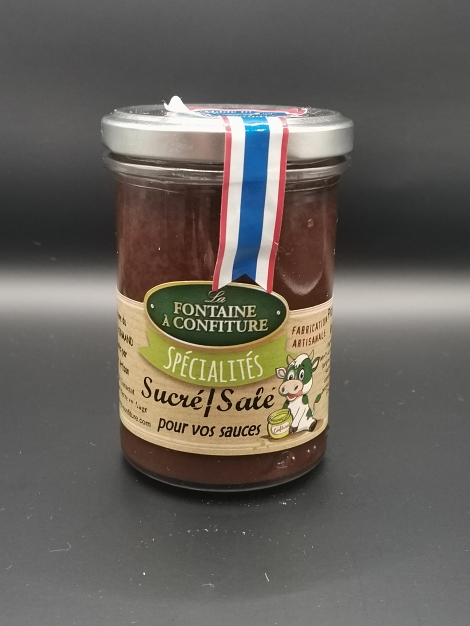 La
FONTAINE
À CONFITURE
SPÉCIALITÉS
Sucré/Salé
pour vos sauces
FABRICATION
ARTISANALE